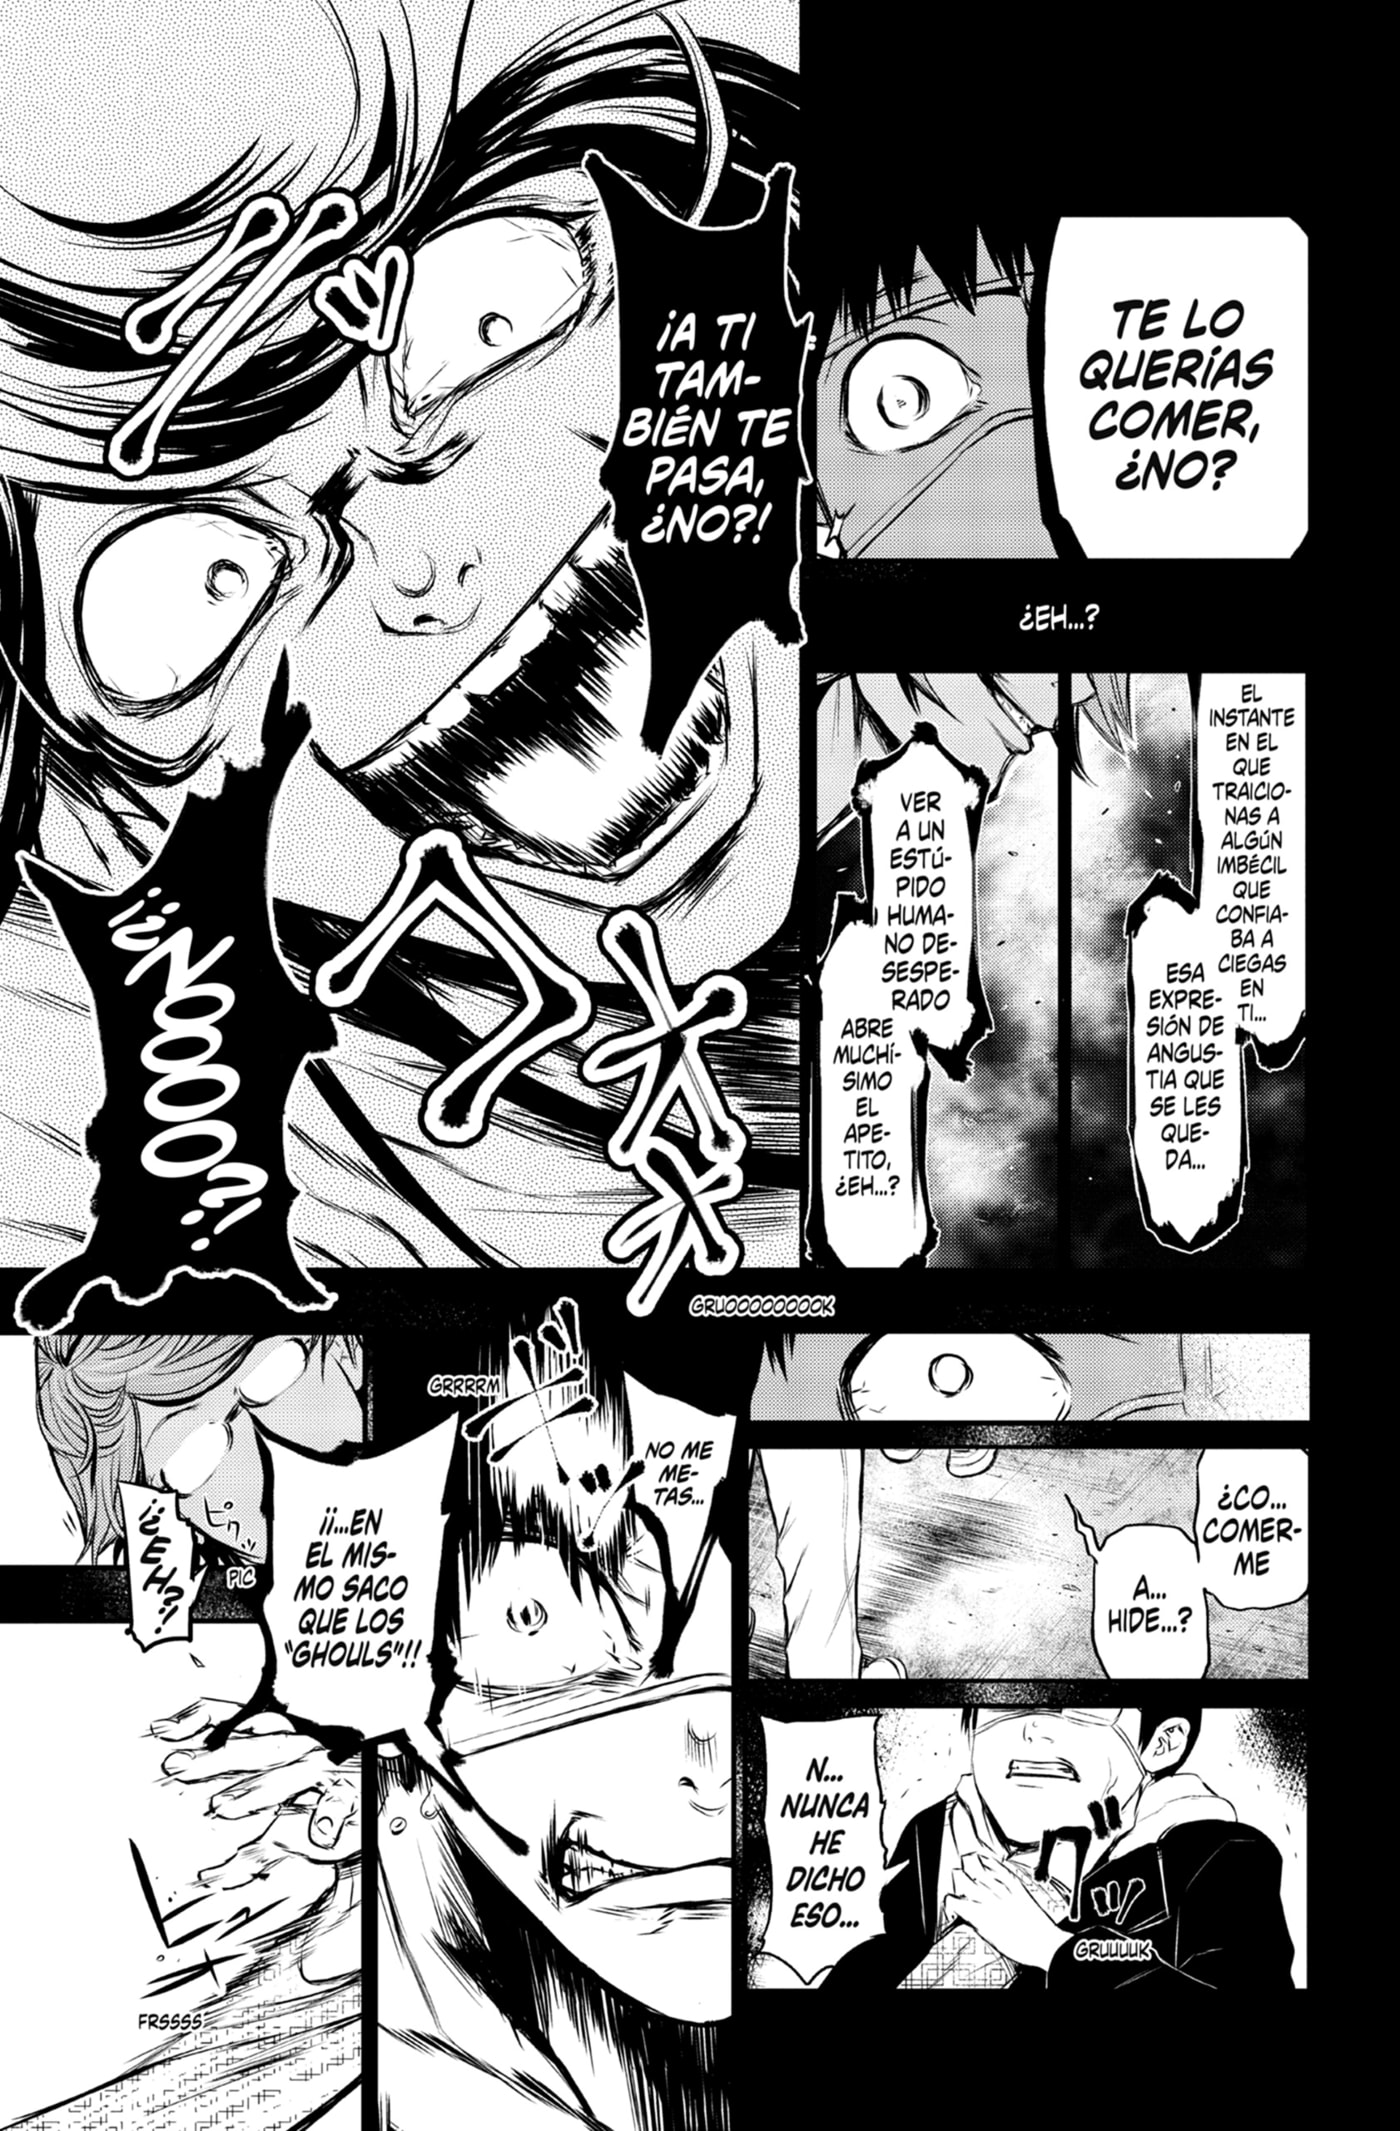 TE LO
QUERÍAS
COMER,
¿NO?
¿EH...?
EL
INSTANTE
EN EL
QUE
TRAICIO-
NAS A
ALGÚN
IMBÉCIL
QUE
CONFIA-
BA A
CIEGAS
EN
TI...
ESA
EXPRE-
SIÓN DE
ANGUS-
TIA QUE
SE LES
QUE-
DA...
VER
A UN
ESTÚ-
PIDO
HUMA-
NO DE-
SESPE-
RADO
ABRE
MUCHÍ-
SIMO
EL
APE-
TITO,
¿EH...?
¡A TI
TAM-
BIÉN TE
PASA,
¿NO?!
¡¿NOOOO?!
グ
ワ
ッ
GRUOOOOOOOOK
¿CO...
COMER-
ME
A...
HIDE...?
N...
NUNCA
HE
DICHO
ESO...
GRUUUUK
NO ME
ME-
TAS...
GRRRRM
¡¡...EN
EL MIS-
MO SACO
QUE LOS
"GHOULS"!!
¡¿EH?!
ピクッ
PIC
FRSSSS